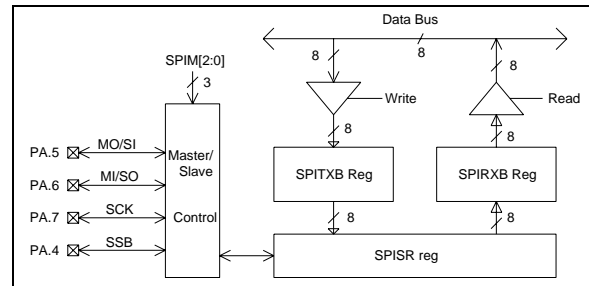 Data Bus
8
8
8
SPIM[2:0]
3
Write
Read
8
8
MO/SI
PA.5
Master/
Slave
SPITXB Reg
SPIRXB Reg
MI/SO
PA.6
SCK
PA.7
Control
8
8
SSB
PA.4
SPISR reg